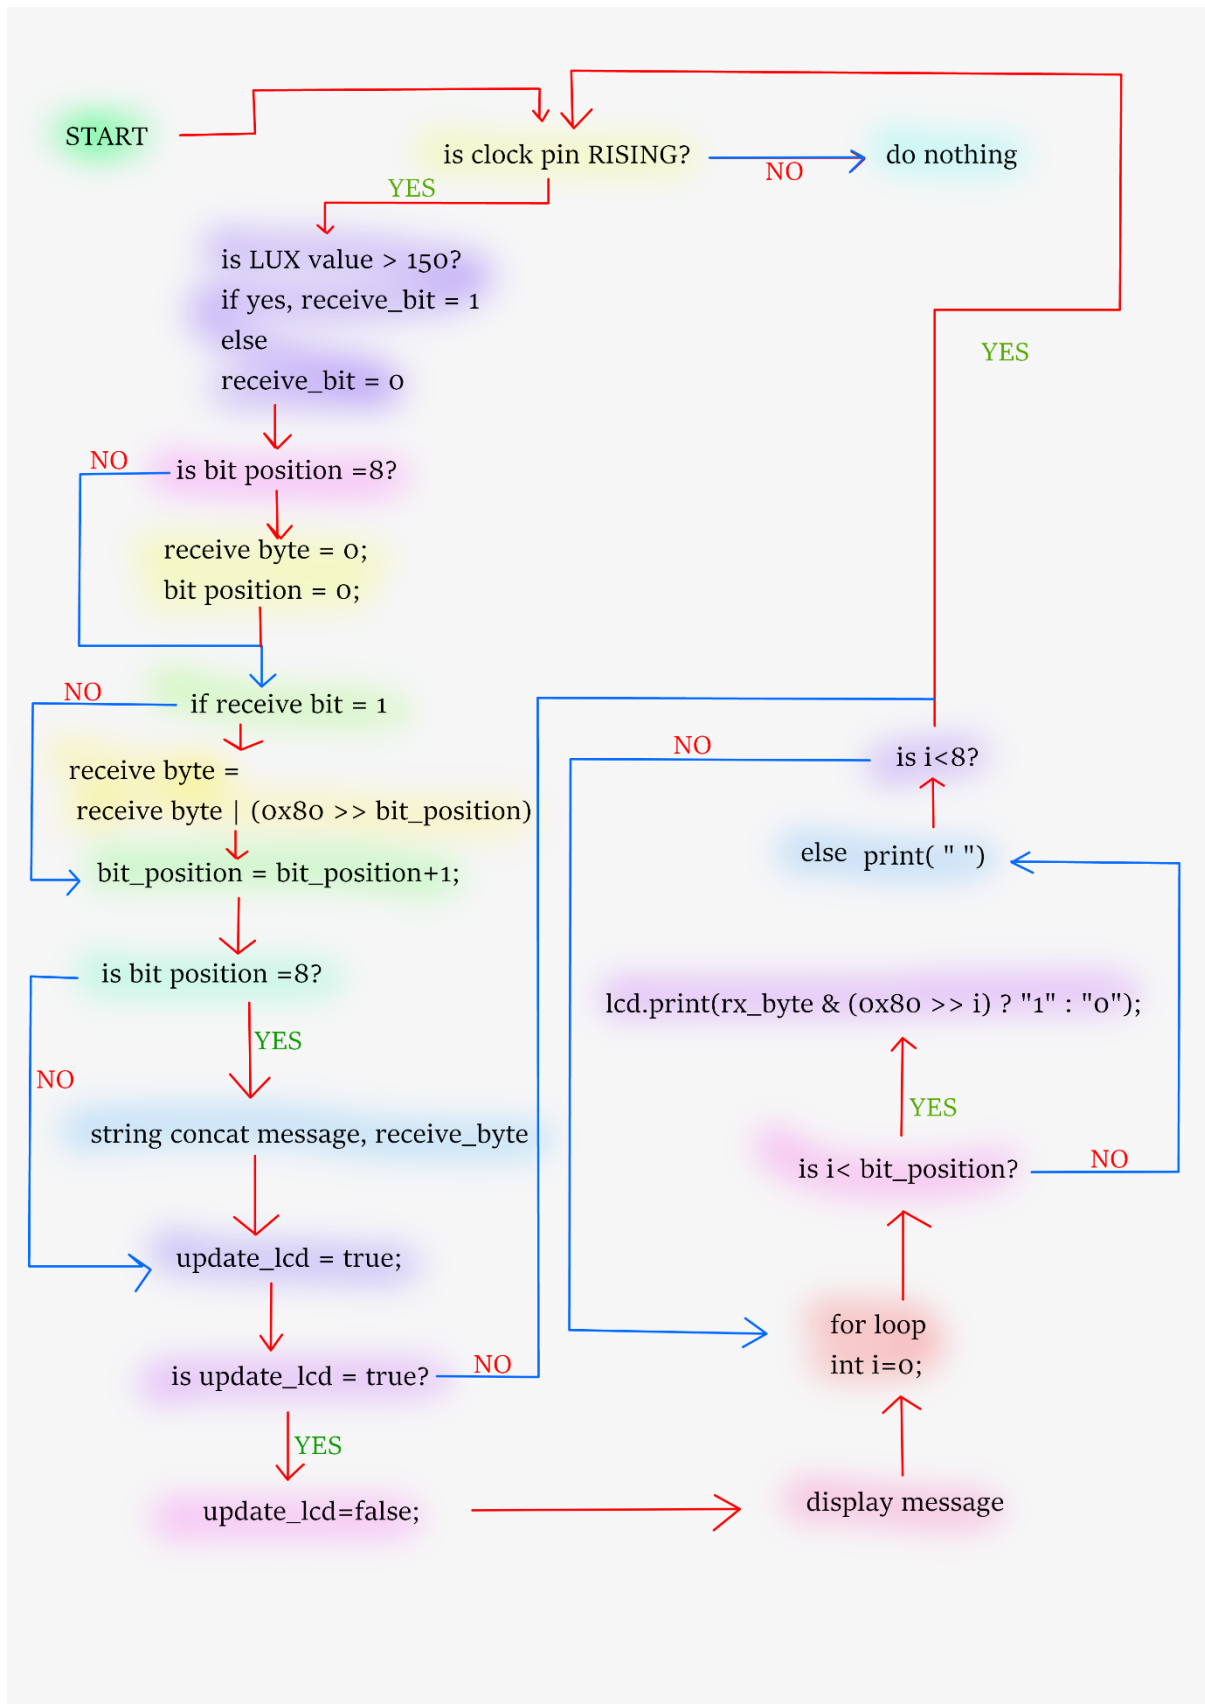 START
is clock pin RISING?
NO
do nothing
YES
is LUX value > 150?
if yes, receive_bit = 1
else
receive_bit = 0
YES
NO
is bit position =8?
receive byte = 0;
bit position = 0;
NO
if receive bit = 1
receive byte =
receive byte | (0x80 >> bit_position)
bit_position = bit_position+1;
is bit position =8?
YES
NO
string concat message, receive_byte
update_lcd = true;
is update_lcd = true?
NO
YES
update_lcd=false;
display message
for loop
int i=0;
is i< bit_position?
NO
YES
lcd.print(rx_byte & (0x80 >> i) ? "1" : "0");
else print( " ")
is i<8?
NO